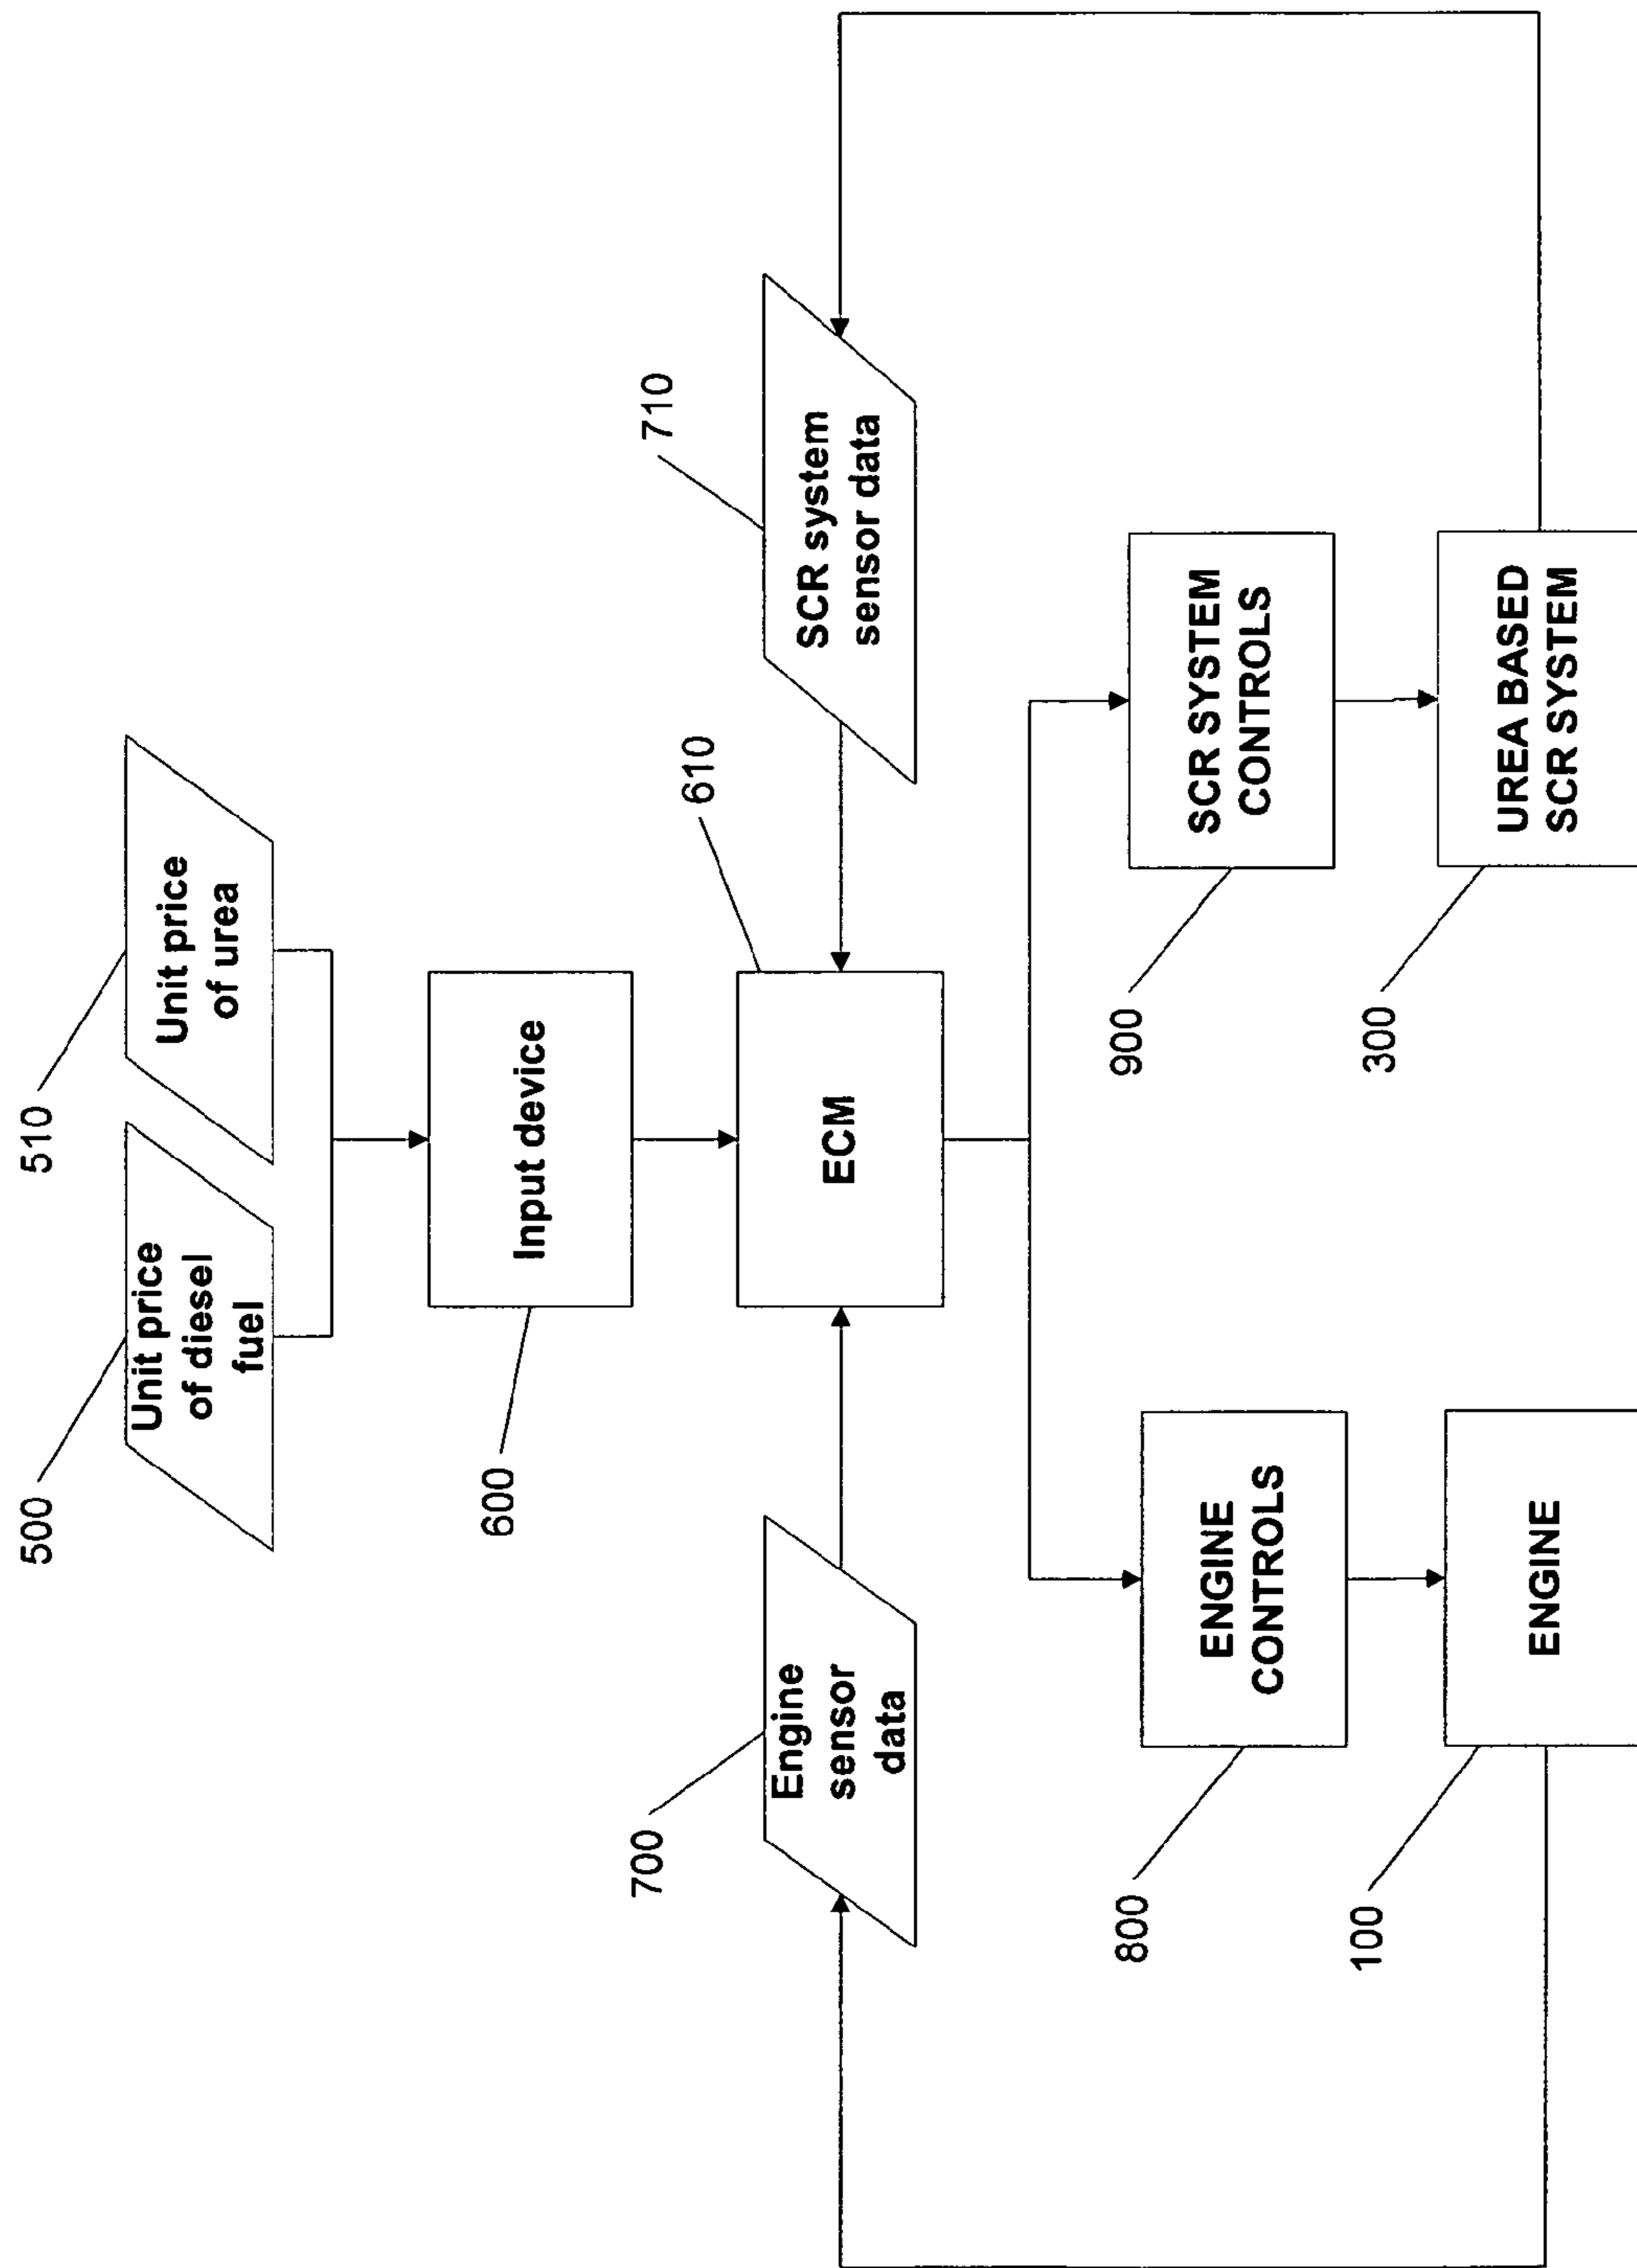 500
510
Unit price
of diesel
fuel
Unit price
of urea
600
Input device
700
Engine
sensor
data
610
ECM
710
SCR system
sensor data
800
ENGINE
CONTROLS
900
SCR SYSTEM
CONTROLS
100
ENGINE
300
UREA BASED
SCR SYSTEM